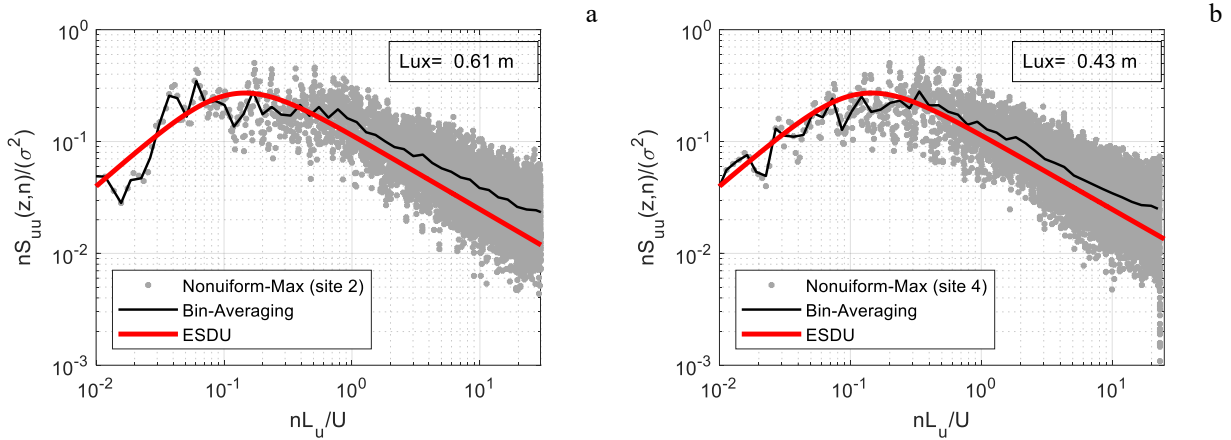 a
10^0
10^-1
10^-2
10^-3
nS_uu(z,n)/(σ^2)
Lux= 0.61 m
Nonuiform-Max (site 2)
Bin-Averaging
ESDU
10^-2
10^-1
10^0
10^1
nL_u/U
b
10^0
10^-1
10^-2
10^-3
nS_uu(z,n)/(σ^2)
Lux= 0.43 m
Nonuiform-Max (site 4)
Bin-Averaging
ESDU
10^-2
10^-1
10^0
10^1
nL_u/U